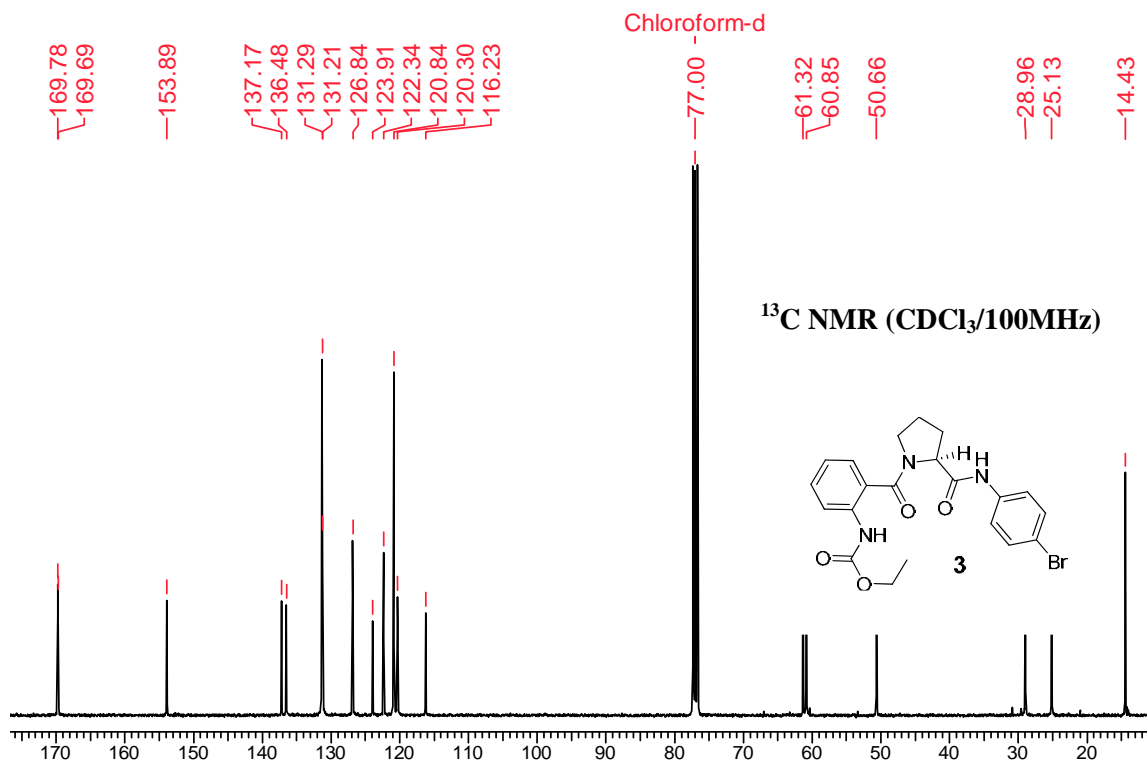 Chloroform-d
169.78
169.69
153.89
137.17
136.48
131.29
131.21
126.84
123.91
122.34
120.84
120.30
116.23
77.00
61.32
60.85
50.66
28.96
25.13
14.43
¹³C NMR (CDCl₃/100MHz)
H
H
N
N
O
O
NH
O
O
Br
3
170 160 150 140 130 120 110 100 90 80 70 60 50 40 30 20